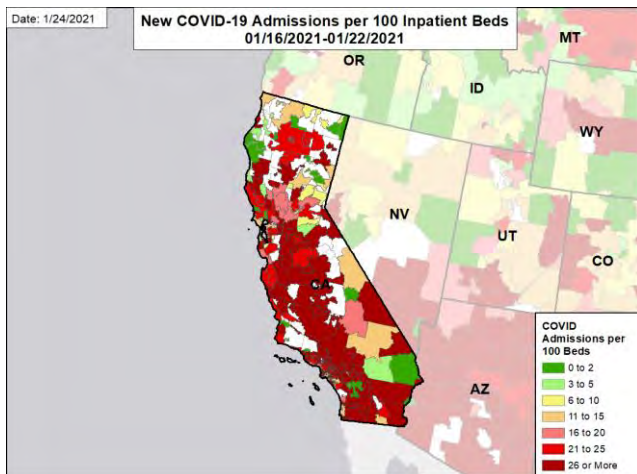 Date: 1/24/2021
New COVID-19 Admissions per 100 Inpatient Beds
01/16/2021-01/22/2021
MT
OR
ID
WY
NV
UT
CO
CA
AZ
COVID
Admissions per
100 Beds
0 to 2
3 to 5
6 to 10
11 to 15
16 to 20
21 to 25
26 or More